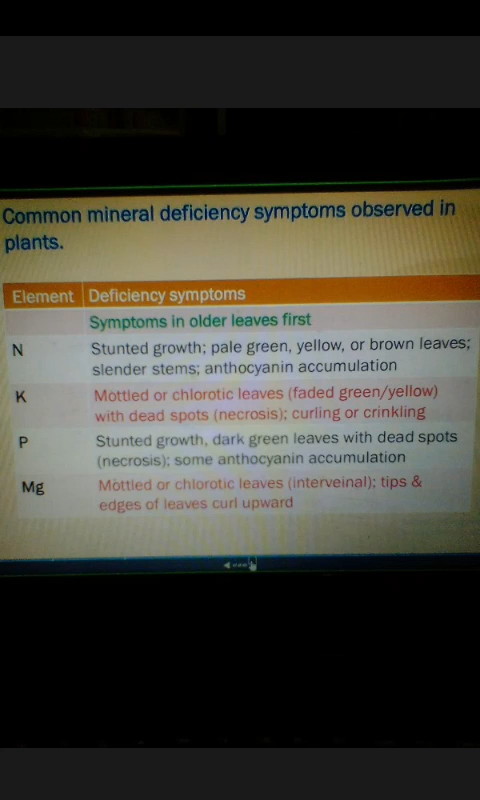 Common mineral deficiency symptoms observed in
plants.
Element Deficiency symptoms
Symptoms in older leaves first
N Stunted growth; pale green, yellow, or brown leaves;
slender stems; anthocyanin accumulation
K Mottled or chlorotic leaves (faded green/yellow)
with dead spots (necrosis); curling or crinkling
P Stunted growth, dark green leaves with dead spots
(necrosis); some anthocyanin accumulation
Mg Mottled or chlorotic leaves (interveinal); tips &
edges of leaves curl upward